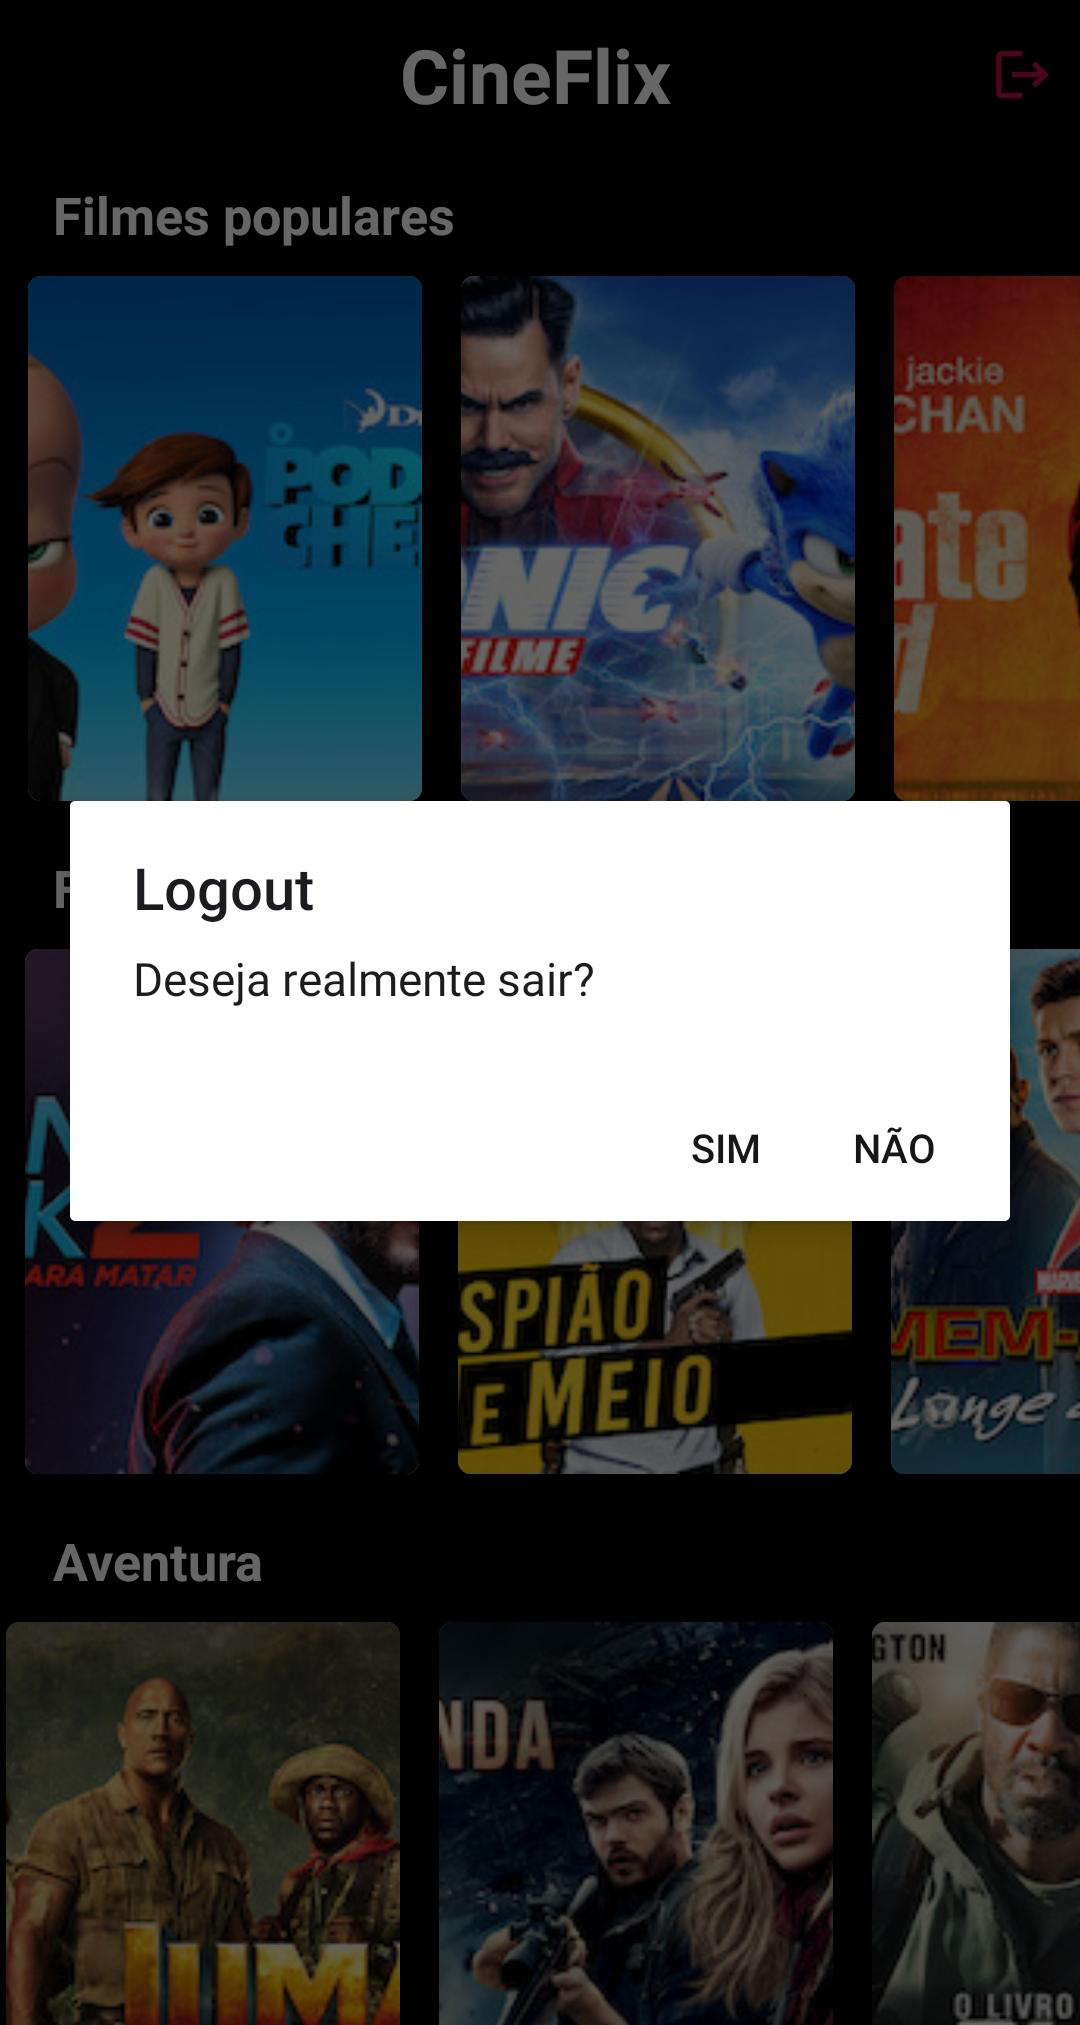 CineFlix
Filmes populares
O
POD
CHE
NIC
FILME
jackie
CHAN
ate
d
F
Logout
Deseja realmente sair?
SIM NÃO
K2
ARA MATAR
SPIÃO
E MEIO
MEM-
Longe
Aventura
JUMA
NDA
GTON
O LIVRO